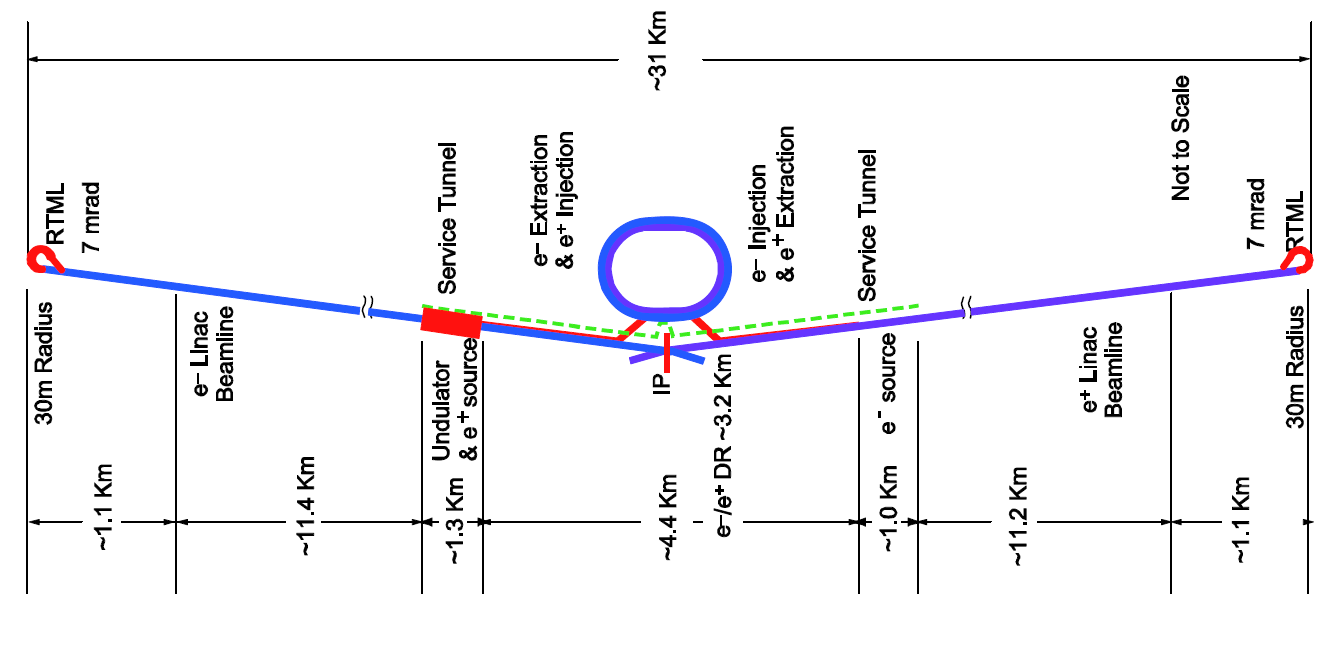 ~31 Km
Not to Scale
RTML
7 mrad
Service Tunnel
e– Extraction
& e+ Injection
e– Injection
& e+ Extraction
Service Tunnel
7 mrad
RTML
30m Radius
e– Linac
Beamline
Undulator
& e+ source
IP
e–/e+ DR ~3.2 Km
e- source
e+ Linac
Beamline
30m Radius
~1.1 Km
~11.4 Km
~1.3 Km
~4.4 Km
~1.0 Km
~11.2 Km
~1.1 Km